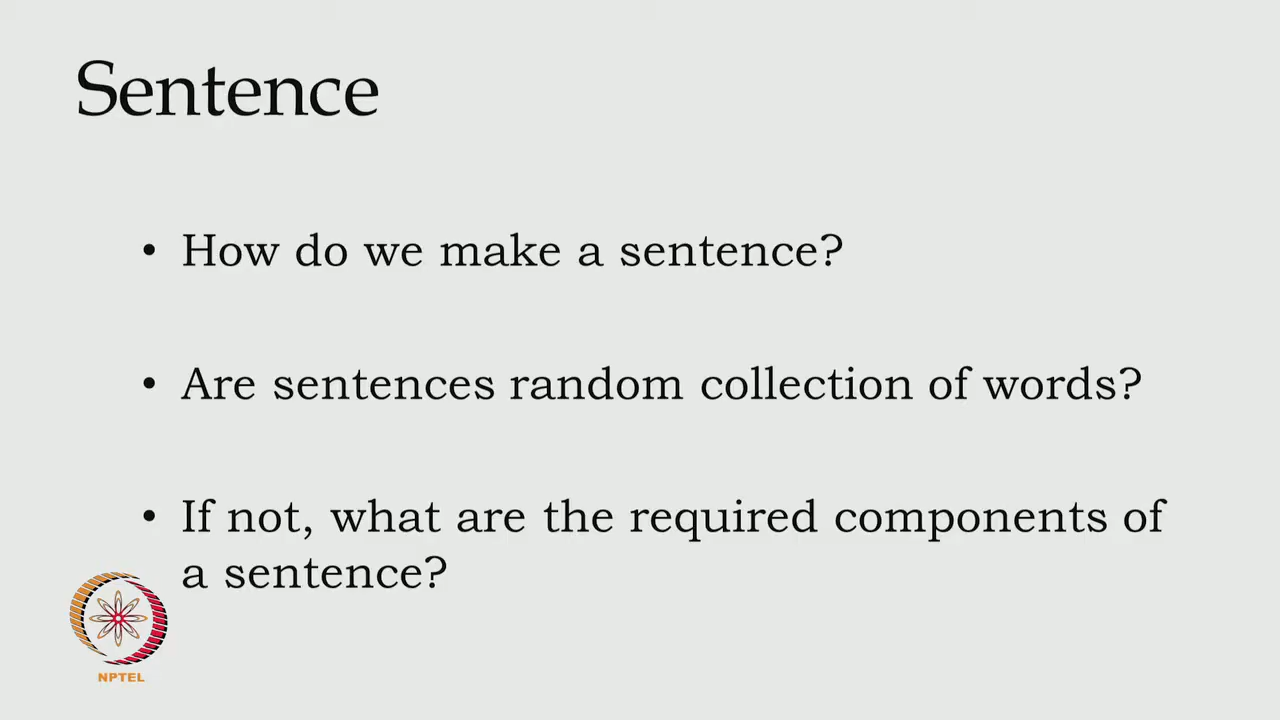 Sentence
• How do we make a sentence?
• Are sentences random collection of words?
• If not, what are the required components of
a sentence?
NPTEL